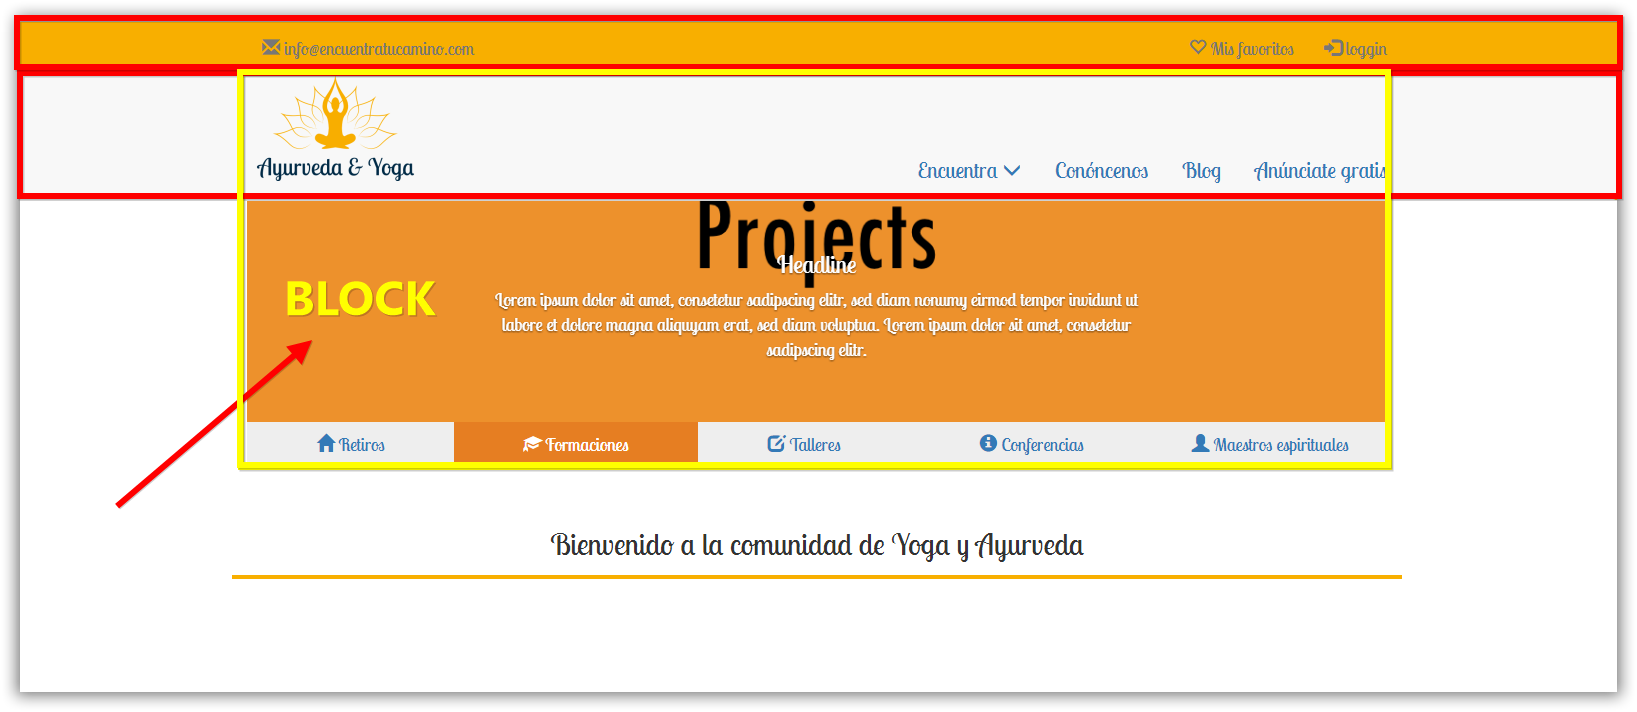 info@encuentratucamino.com
Mis favoritos
loggin
Ayurveda & Yoga
Encuentra
Conóncenos
Blog
Anúnciate gratis
Projects
Headline
BLOCK
Lorem ipsum dolor sit amet, consetetur sadipscing elitr, sed diam nonumy eirmod tempor invidunt ut
labore et dolore magna aliquyam erat, sed diam voluptua. Lorem ipsum dolor sit amet, consetetur
sadipscing elitr.
Retiros
Formaciones
Talleres
Conferencias
Maestros espirituales
Bienvenido a la comunidad de Yoga y Ayurveda